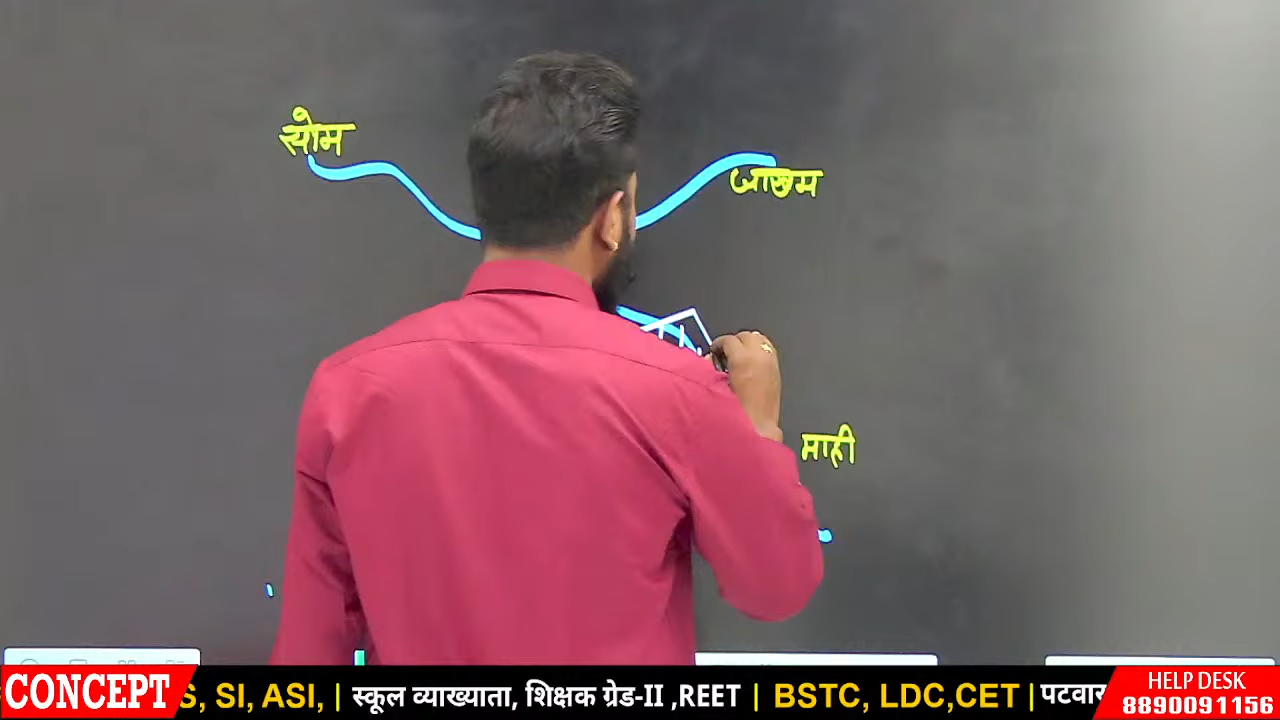 सोम
जाखम
माही
CONCEPT S, SI, ASI, | स्कूल व्याख्याता, शिक्षक ग्रेड-II ,REET | BSTC, LDC,CET | पटवार
HELP DESK
8890091156